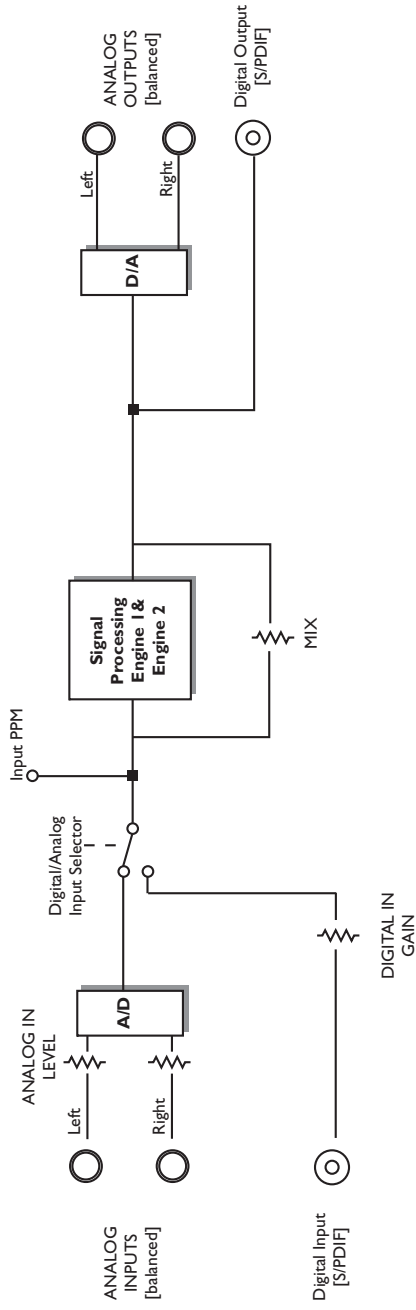 ANALOG
INPUTS
[balanced]
Digital Input
[S/PDIF]
Left
Right
ANALOG IN
LEVEL
A/D
DIGITAL IN
GAIN
Digital/Analog
Input Selector
Input PPM
Signal
Processing
Engine 1&
Engine 2
MIX
D/A
Left
Right
ANALOG
OUTPUTS
[balanced]
Digital Output
[S/PDIF]